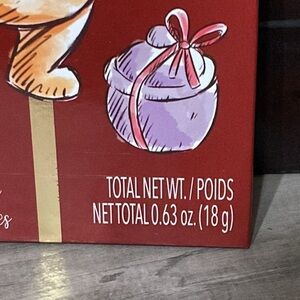 TOTAL NET WT. / POIDS
NET TOTAL 0.63 oz. (18 g)